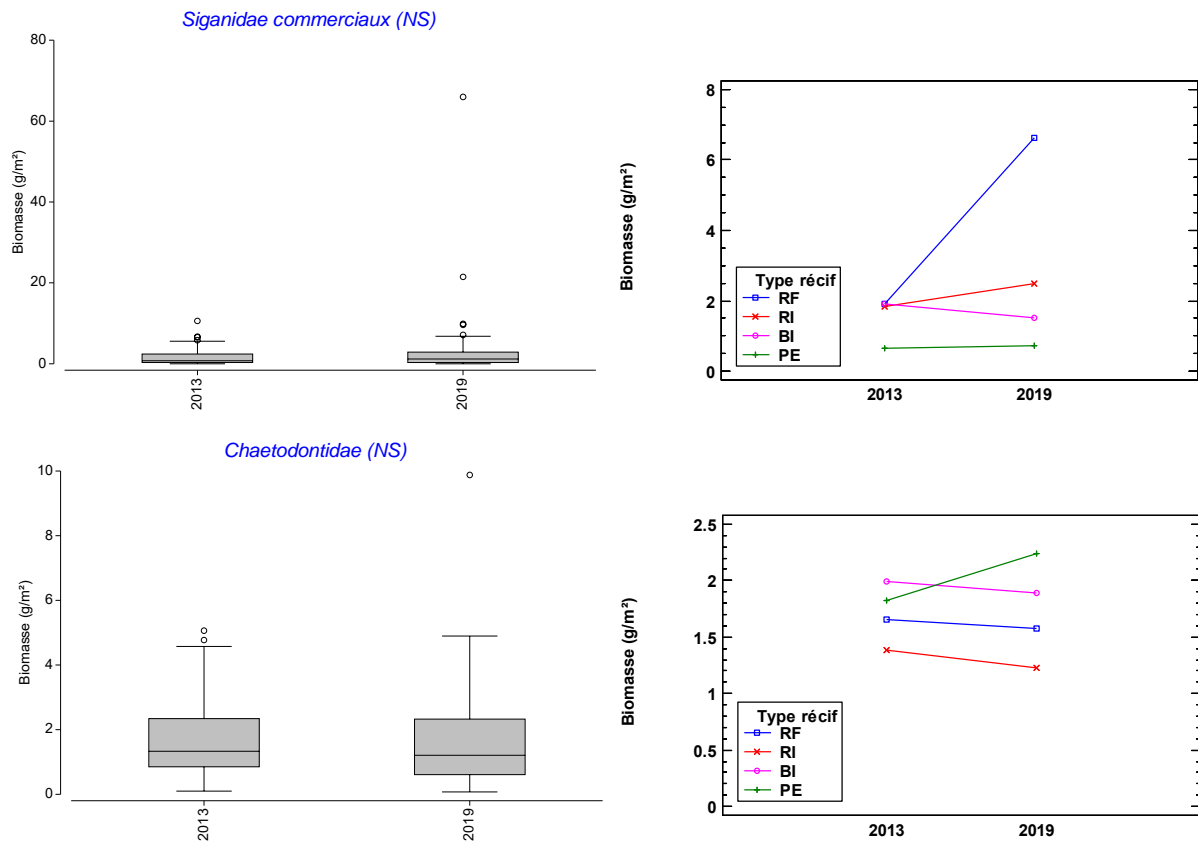 Siganidae commerciaux (NS)
80
60
40
20
0
Biomasse (g/m²)
2013
2019
8
6
4
2
0
Biomasse (g/m²)
Type récif
RF
RI
BI
PE
2013
2019
Chaetodontidae (NS)
10
8
6
4
2
0
Biomasse (g/m²)
2013
2019
2.5
2
1.5
1
0.5
0
Biomasse (g/m²)
Type récif
RF
RI
BI
PE
2013
2019